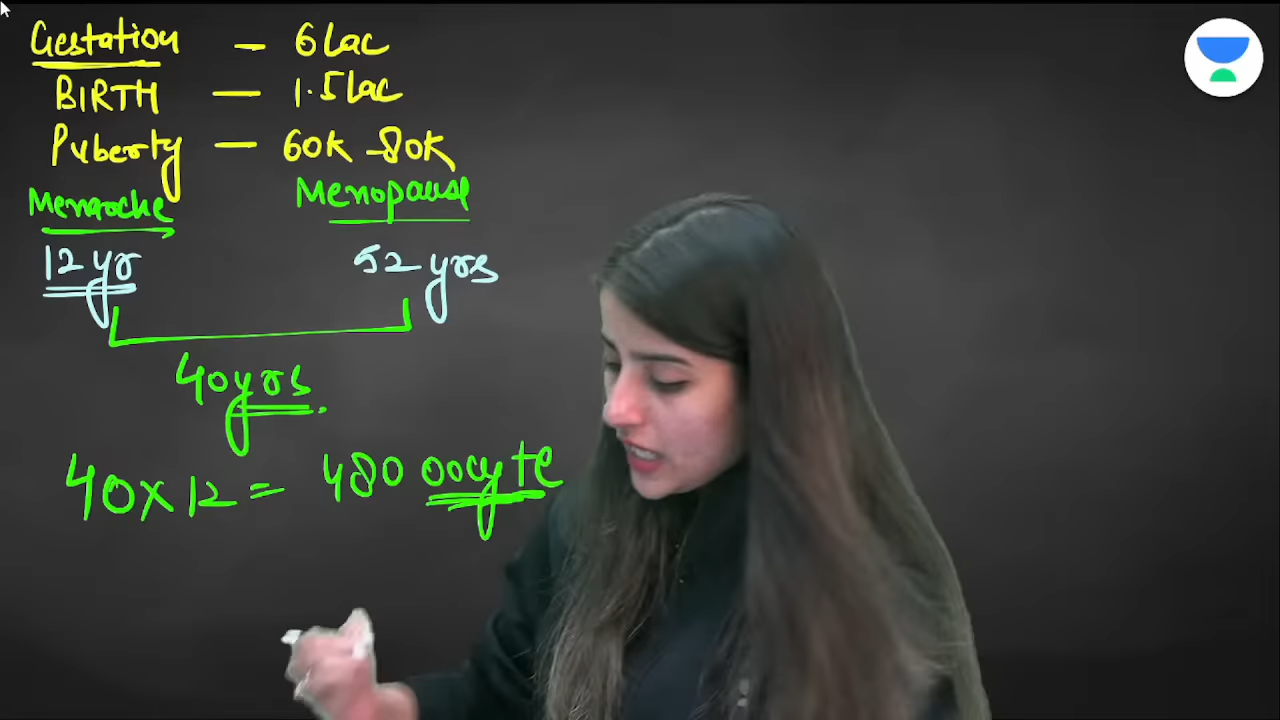 Gestation – 6 lac
BIRTH – 1.5 lac
Puberty – 60k-80k
Menarche Menopause
12 yr 52 yrs
40 yrs.
40 x 12 = 480 oocyte